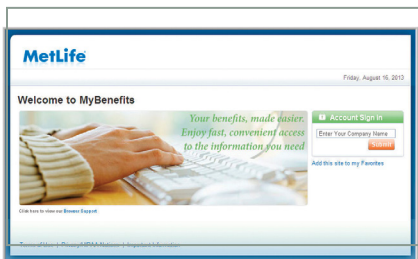 MetLife
Friday, August 16, 2013
Welcome to MyBenefits
Your benefits, made easier.
Enjoy fast, convenient access
to the information you need
Account Sign in
Enter Your Company Name
Submit
Add this site to my Favorites
Click here to view our Browser Support
Terms of Use | Privacy/HIPAA Notices | Important Information